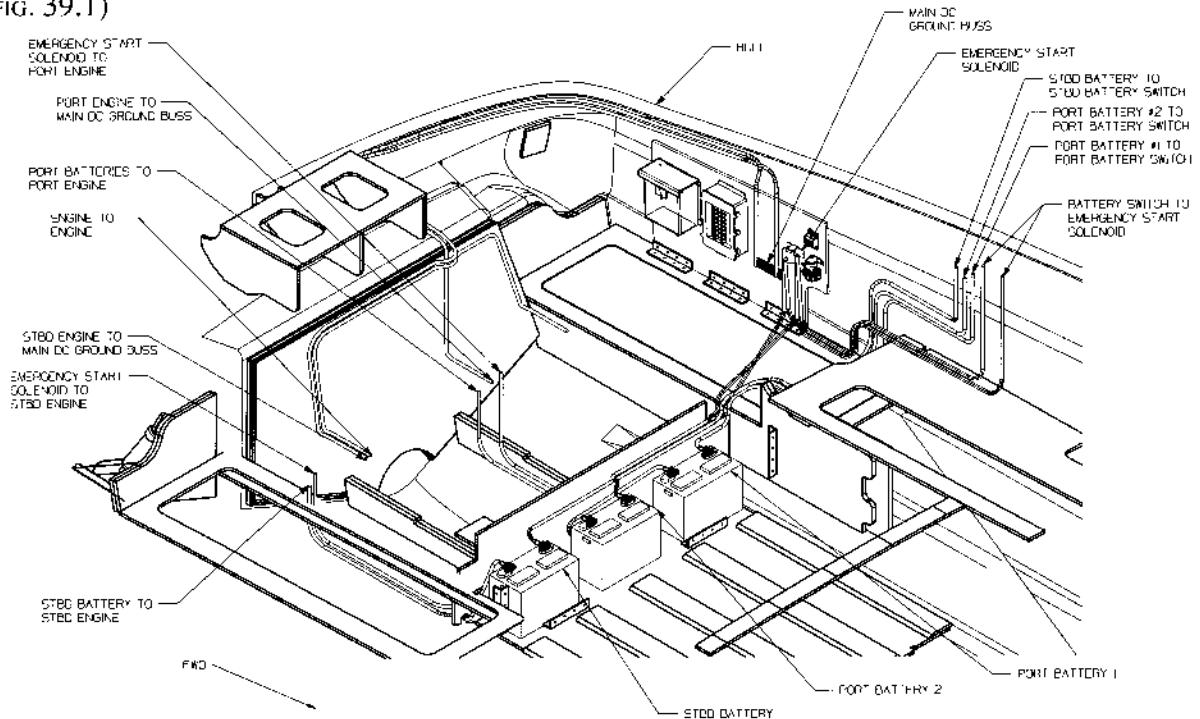 FIG. 39.1)
MAIN DC
GROUND BUSS
EMERGENCY START
SOLENOID TO
PORT ENGINE
HULL
EMERGENCY START
SOLENOID
STBD BATTERY TO
STBD BATTERY SWITCH
PORT ENGINE TO
MAIN DC GROUND BUSS
PORT BATTERY #2 TO
PORT BATTERY SWITCH
PORT BATTERY #1 TO
PORT BATTERY SWITCH
PORT BATTERIES TO
PORT ENGINE
BATTERY SWITCH TO
EMERGENCY START
SOLENOID
ENGINE TO
ENGINE
STBD ENGINE TO
MAIN DC GROUND BUSS
EMERGENCY START
SOLENOID TO
STBD ENGINE
STBD BATTERY TO
STBD ENGINE
FWD
PORT BATTERY 1
PORT BATTERY 2
STBD BATTERY